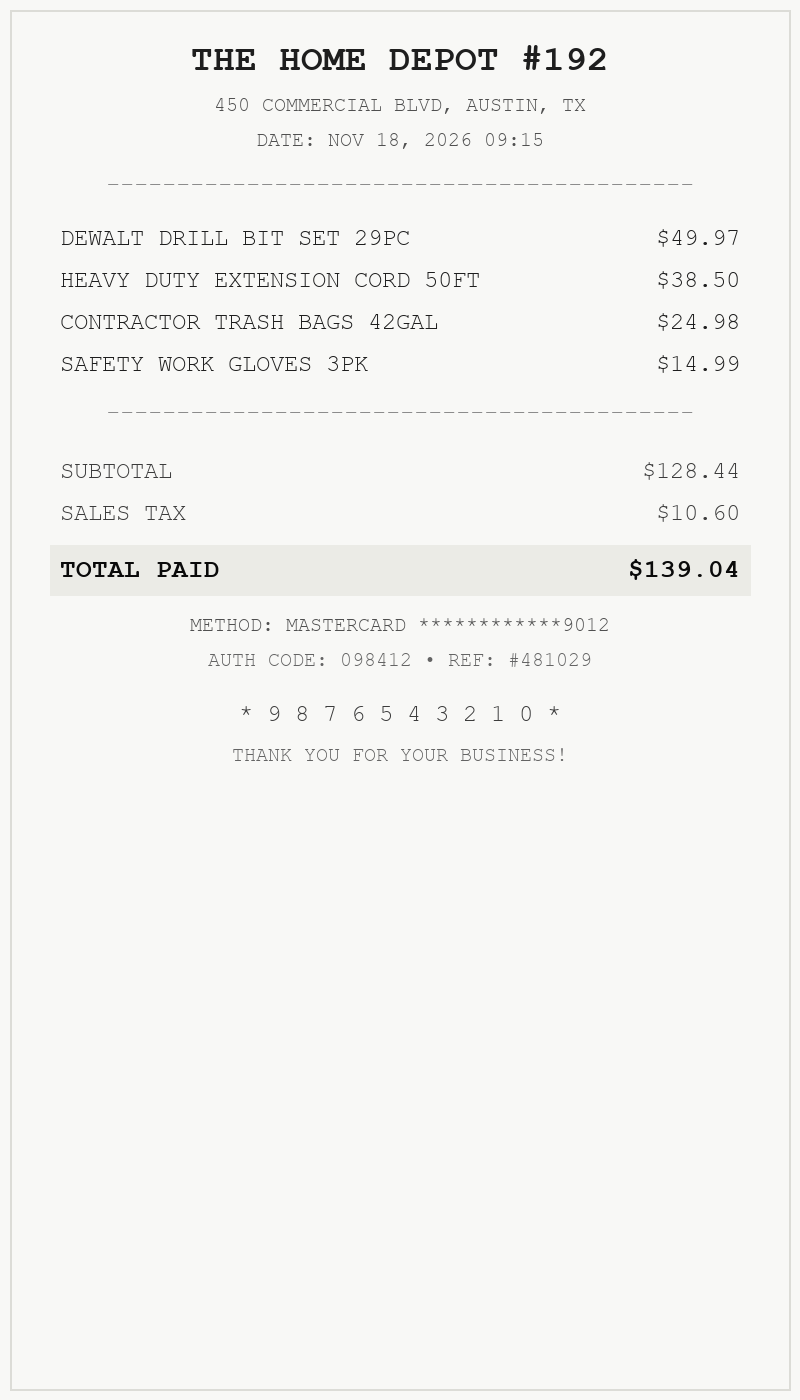 THE HOME DEPOT #192
450 COMMERCIAL BLVD, AUSTIN, TX
DATE: NOV 18, 2026 09:15
DEWALT DRILL BIT SET 29PC $49.97
HEAVY DUTY EXTENSION CORD 50FT $38.50
CONTRACTOR TRASH BAGS 42GAL $24.98
SAFETY WORK GLOVES 3PK $14.99
SUBTOTAL $128.44
SALES TAX $10.60
TOTAL PAID $139.04
METHOD: MASTERCARD ************9012
AUTH CODE: 098412 • REF: #481029
* 9 8 7 6 5 4 3 2 1 0 *
THANK YOU FOR YOUR BUSINESS!